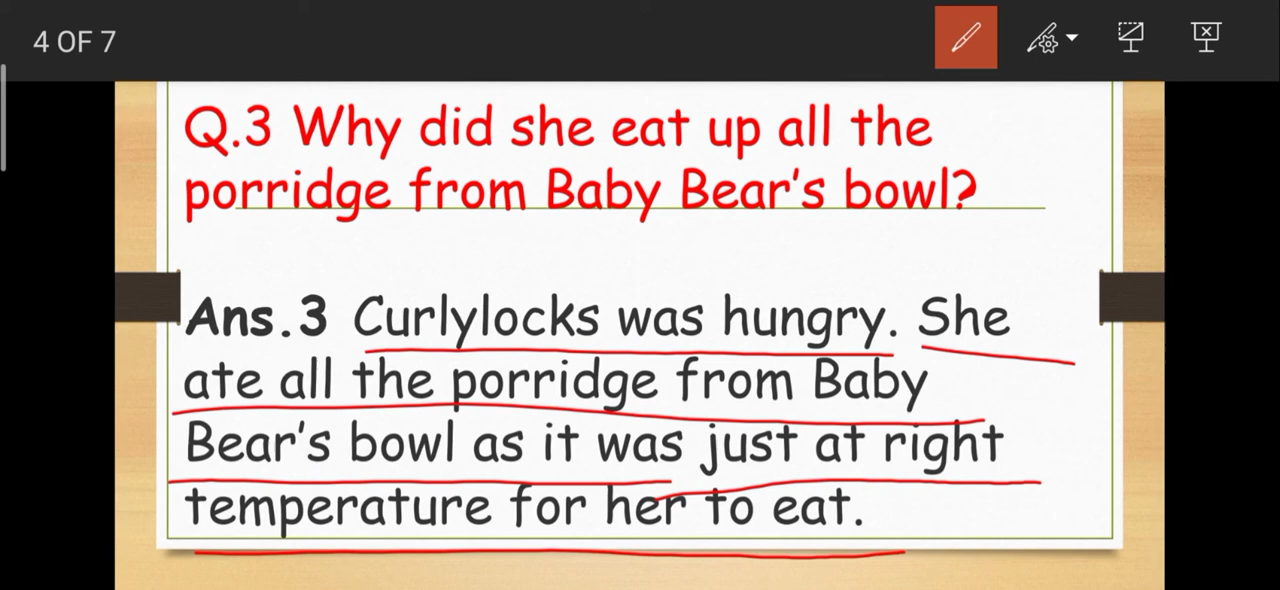 4 OF 7
Q.3 Why did she eat up all the
porridge from Baby Bear's bowl?
Ans.3 Curlylocks was hungry. She
ate all the porridge from Baby
Bear's bowl as it was just at right
temperature for her to eat.